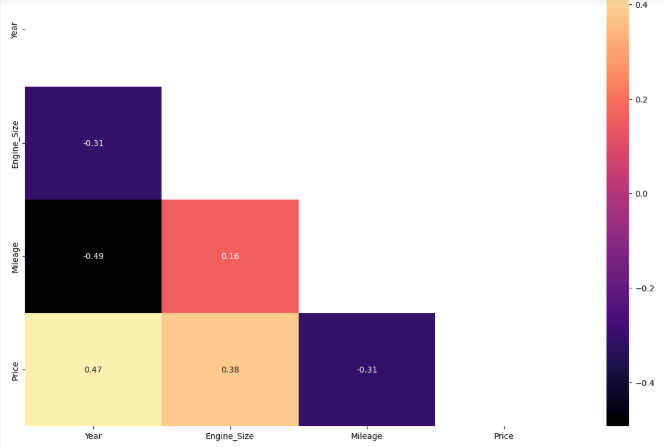 Year
Engine_Size
-0.31
Mileage
-0.49
0.16
Price
0.47
0.38
-0.31
Year
Engine_Size
Mileage
Price
0.4
0.2
0.0
−0.2
−0.4